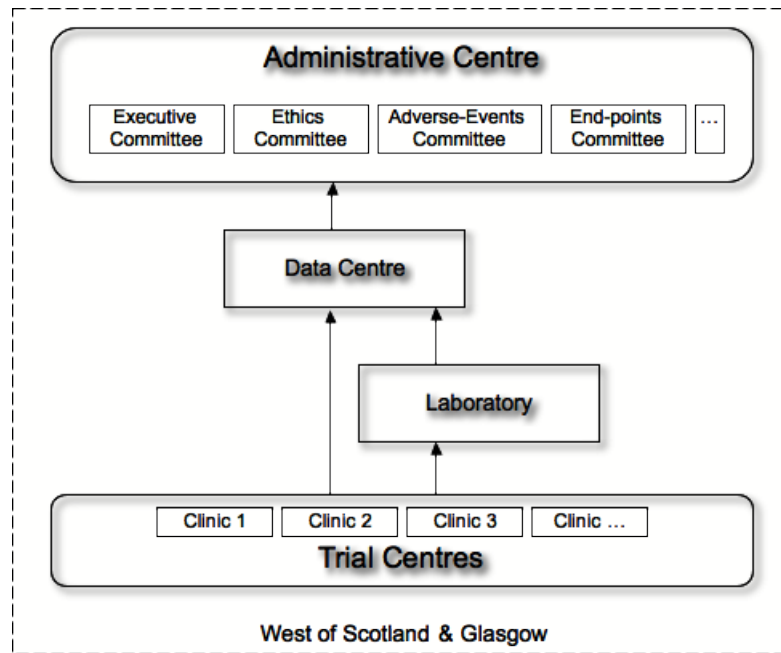 Administrative Centre
Executive
Committee
Ethics
Committee
Adverse-Events
Committee
End-points
Committee
...
Data Centre
Laboratory
Clinic 1
Clinic 2
Clinic 3
Clinic ...
Trial Centres
West of Scotland & Glasgow